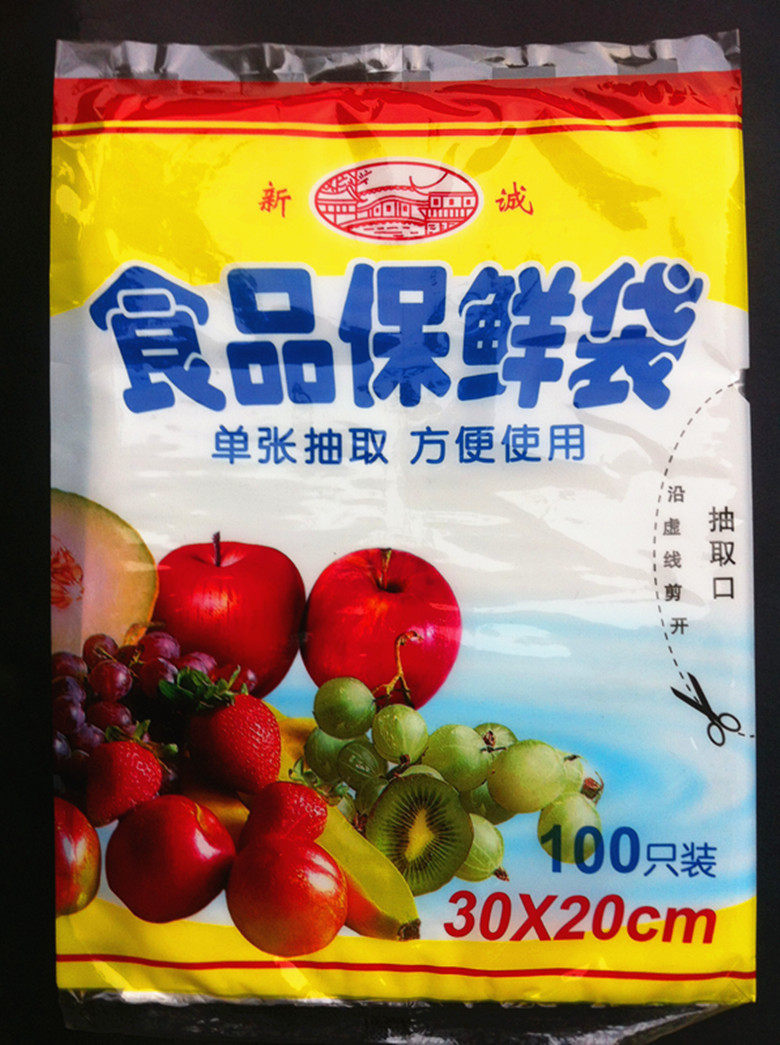 新 诚
食品保鲜袋
单张抽取 方便使用
抽取口
沿虚线剪开
100只装
30X20cm